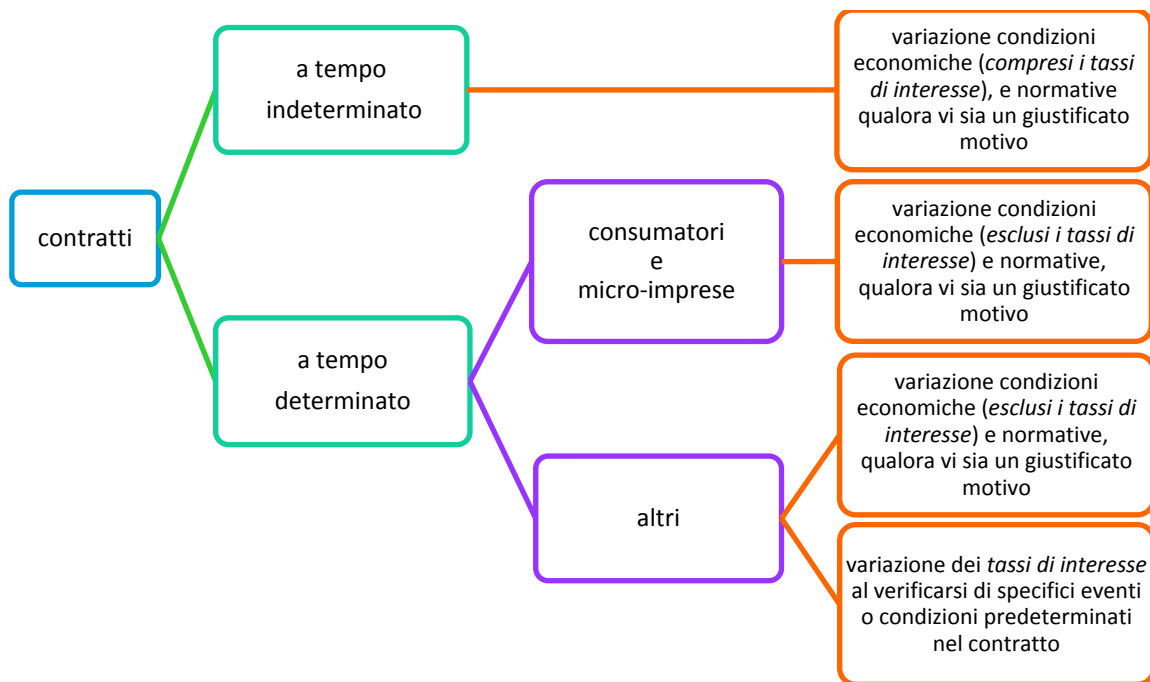 contratti
a tempo
indeterminato
variazione condizioni
economiche (compresi i tassi
di interesse), e normative
qualora vi sia un giustificato
motivo
a tempo
determinato
consumatori
e
micro-imprese
variazione condizioni
economiche (esclusi i tassi di
interesse) e normative,
qualora vi sia un giustificato
motivo
altri
variazione condizioni
economiche (esclusi i tassi di
interesse) e normative,
qualora vi sia un giustificato
motivo
variazione dei tassi di interesse
al verificarsi di specifici eventi
o condizioni predeterminati
nel contratto